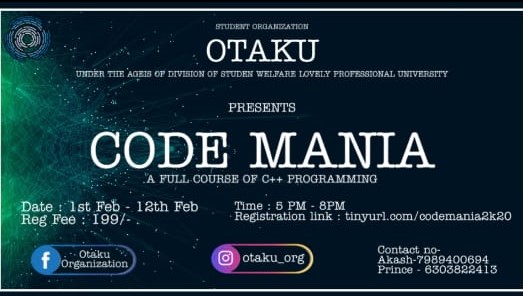 STUDENT ORGANIZATION
OTAKU
UNDER THE AGEIS OF DIVISION OF STUDEN WELFARE LOVELY PROFESSIONAL UNIVERSITY
PRESENTS
CODE MANIA
A FULL COURSE OF C++ PROGRAMMING
Date : 1st Feb - 12th Feb
Reg Fee : 199/- .
Time : 5 PM - 8PM
Registration link : tinyurl.com/codemania2k20
Otaku
Organization
otaku_org
Contact no-
Akash-7989400694
Prince - 6303822413